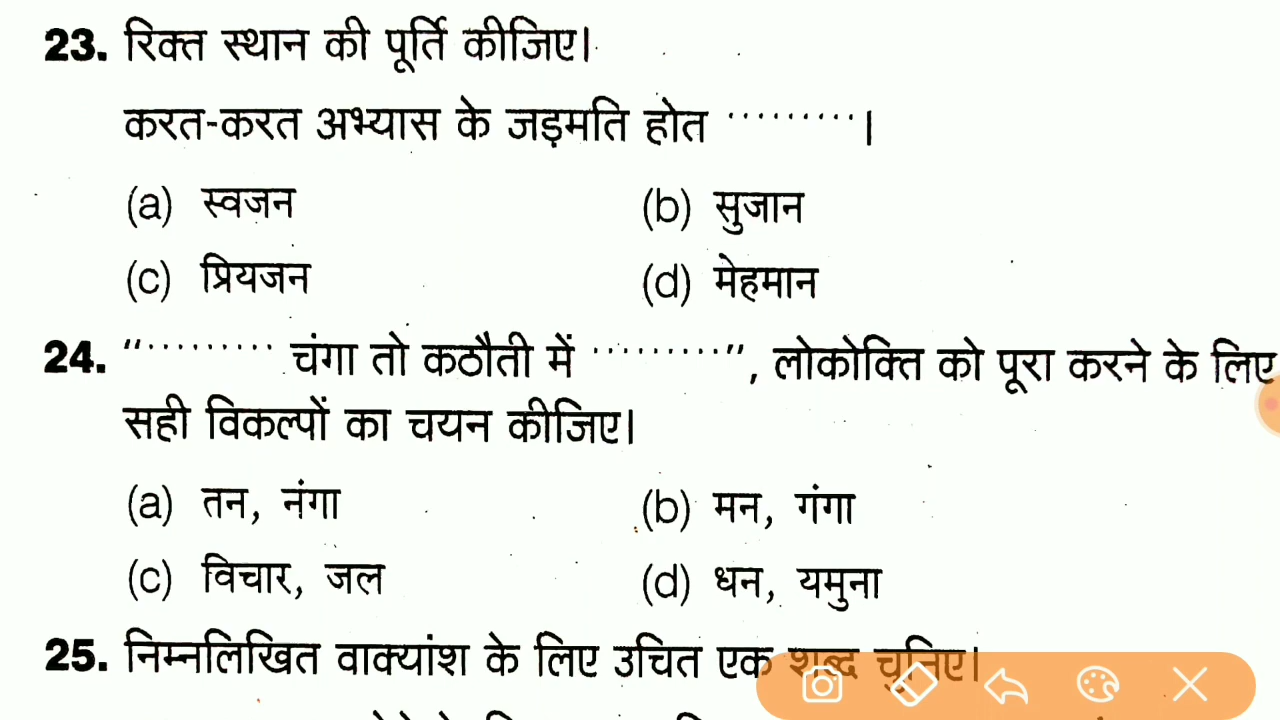 23. रिक्त स्थान की पूर्ति कीजिए।
करत-करत अभ्यास के जड़मति होत ·········।
(a) स्वजन (b) सुजान
(c) प्रियजन (d) मेहमान
24. “········· चंगा तो कठौती में ·········”, लोकोक्ति को पूरा करने के लिए
सही विकल्पों का चयन कीजिए।
(a) तन, नंगा (b) मन, गंगा
(c) विचार, जल (d) धन, यमुना
25. निम्नलिखित वाक्यांश के लिए उचित एक शब्द चुनिए।